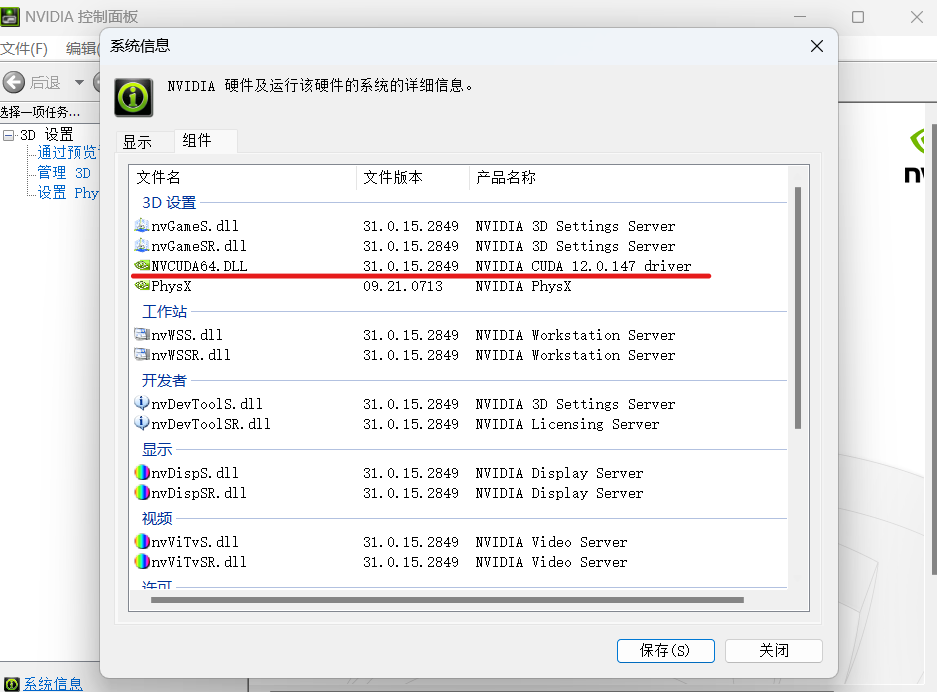 NVIDIA 控制面板
文件(F) 编辑(
系统信息
后退
NVIDIA 硬件及运行该硬件的系统的详细信息。
选择一项任务...
3D 设置
通过预览
管理 3D
设置 Phy
显示 组件
文件名 文件版本 产品名称
3D 设置
nvGameS.dll 31.0.15.2849 NVIDIA 3D Settings Server
nvGameSR.dll 31.0.15.2849 NVIDIA 3D Settings Server
NVCUDA64.DLL 31.0.15.2849 NVIDIA CUDA 12.0.147 driver
PhysX 09.21.0713 NVIDIA PhysX
工作站
nvWSS.dll 31.0.15.2849 NVIDIA Workstation Server
nvWSSR.dll 31.0.15.2849 NVIDIA Workstation Server
开发者
nvDevToolS.dll 31.0.15.2849 NVIDIA 3D Settings Server
nvDevToolSR.dll 31.0.15.2849 NVIDIA Licensing Server
显示
nvDispS.dll 31.0.15.2849 NVIDIA Display Server
nvDispSR.dll 31.0.15.2849 NVIDIA Display Server
视频
nvViTvS.dll 31.0.15.2849 NVIDIA Video Server
nvViTvSR.dll 31.0.15.2849 NVIDIA Video Server
许可
保存(S) 关闭
系统信息